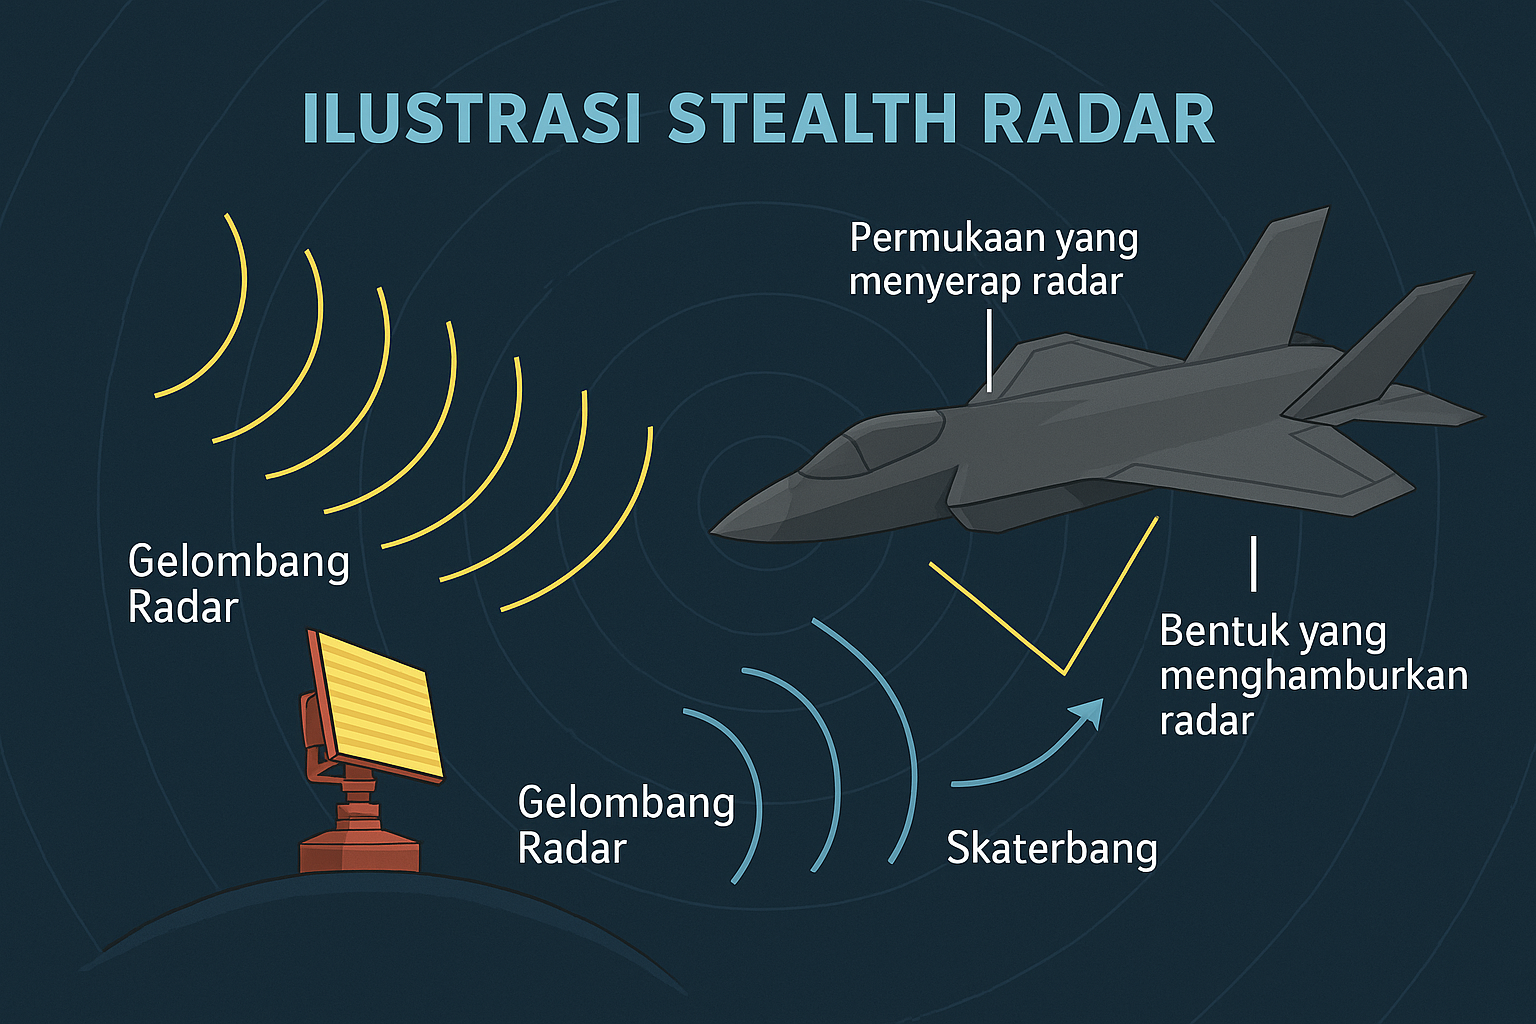 ILUSTRASI STEALTH RADAR
Permukaan yang
menyerap radar
Gelombang
Radar
Bentuk yang
menghamburkan
radar
Gelombang
Radar
Skaterbang